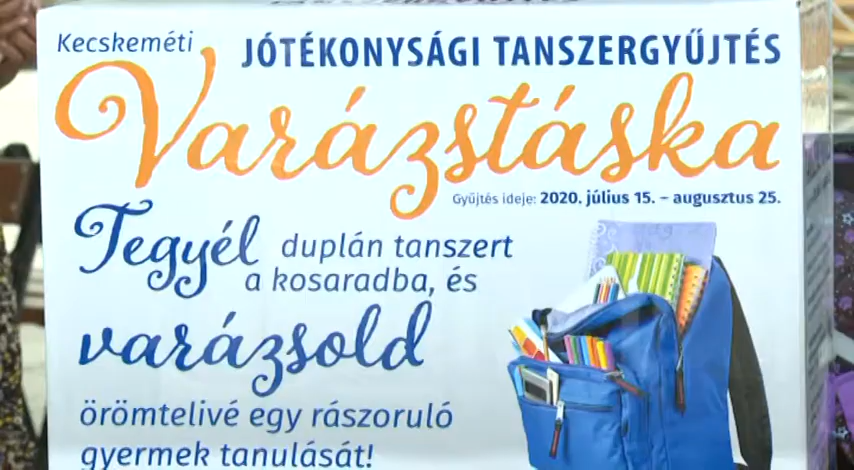 Kecskeméti
JÓTÉKONYSÁGI TANSZERGYŰJTÉS
Varázstáska
Gyűjtés ideje: 2020. július 15. – augusztus 25.
Tegyél duplán tanszert
a kosaradba, és
varázsold
örömtelivé egy rászoruló
gyermek tanulását!